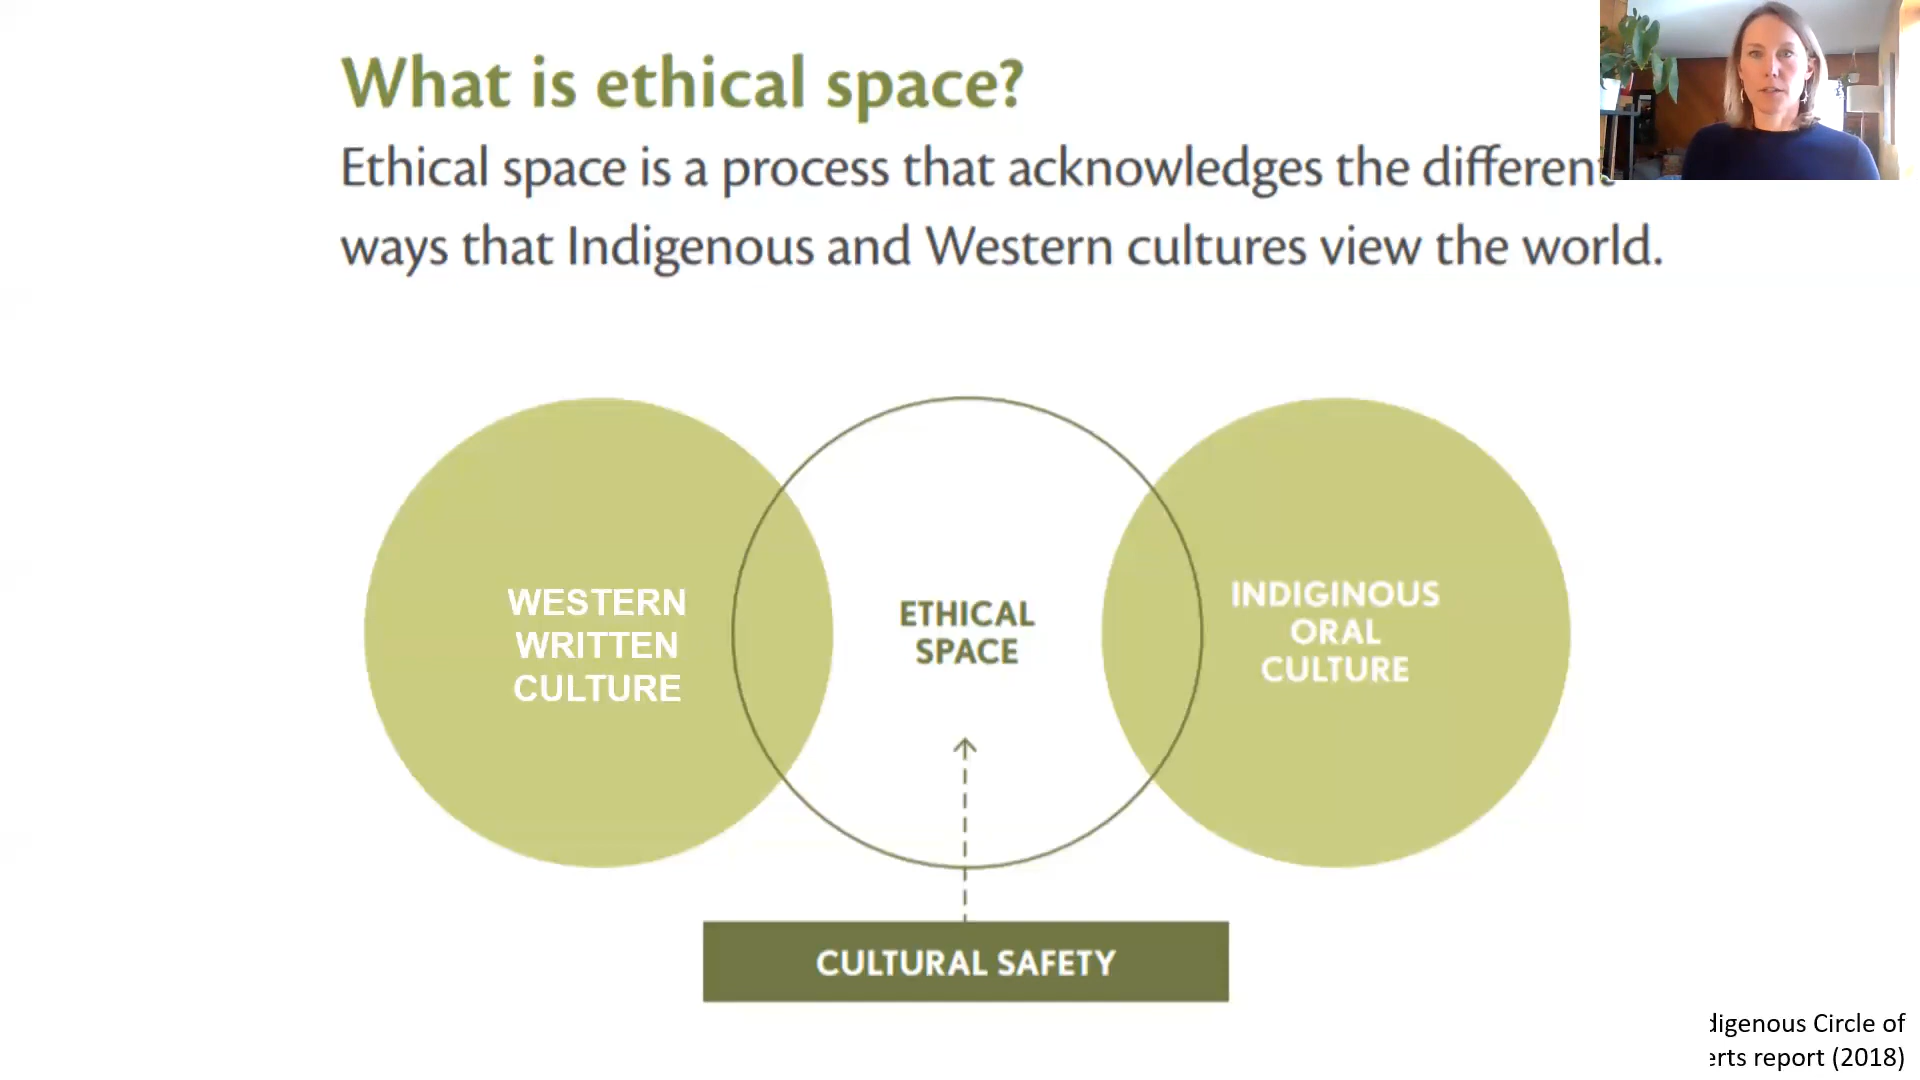 What is ethical space?
Ethical space is a process that acknowledges the different
ways that Indigenous and Western cultures view the world.
WESTERN
WRITTEN
CULTURE
ETHICAL
SPACE
INDIGINOUS
ORAL
CULTURE
CULTURAL SAFETY
digenous Circle of
erts report (2018)